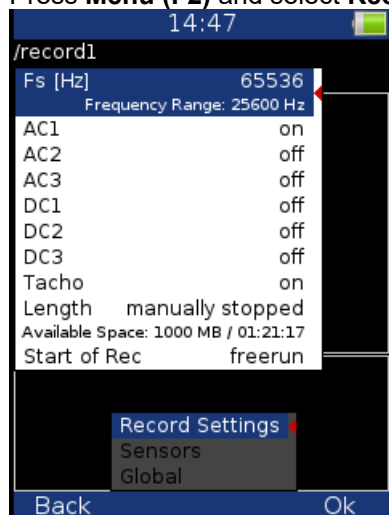 Press Menu (F2) and select Rec
14:47
/record1
Fs [Hz] 65536
Frequency Range: 25600 Hz
AC1 on
AC2 off
AC3 off
DC1 off
DC2 off
DC3 off
Tacho on
Length manually stopped
Available Space: 1000 MB / 01:21:17
Start of Rec freerun
Record Settings
Sensors
Global
Back Ok